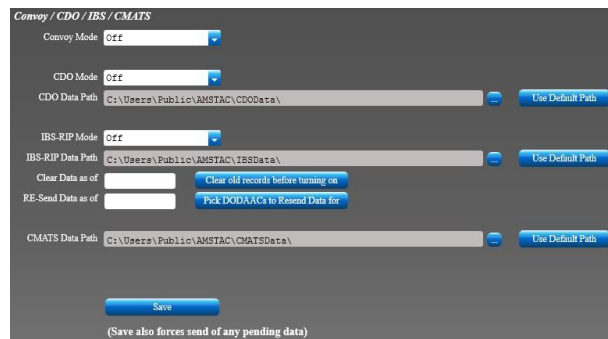 Convoy / CDO / IBS / CMATS
Convoy Mode Off
CDO Mode Off
CDO Data Path C:\Users\Public\AMSTAC\CDOData\ ... Use Default Path
IBS-RIP Mode Off
IBS-RIP Data Path C:\Users\Public\AMSTAC\IBSData\ ... Use Default Path
Clear Data as of Clear old records before turning on
RE-Send Data as of Pick DODAACs to Resend Data for
CMATS Data Path C:\Users\Public\AMSTAC\CMATSData\ ... Use Default Path
Save
(Save also forces send of any pending data)